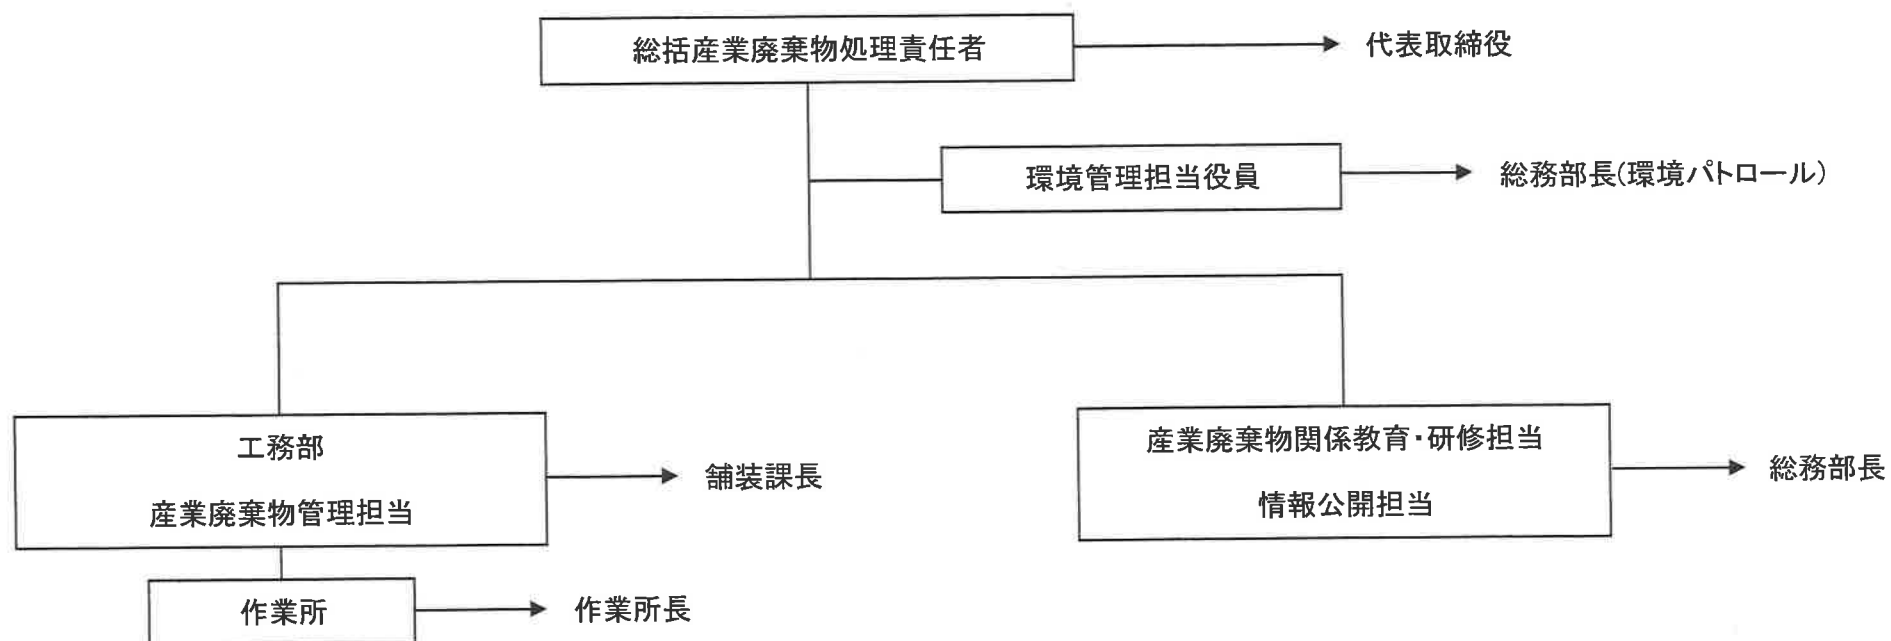 総括産業廃棄物処理責任者
代表取締役
環境管理担当役員
総務部長(環境パトロール)
工務部
産業廃棄物管理担当
舗装課長
産業廃棄物関係教育・研修担当
情報公開担当
総務部長
作業所
作業所長